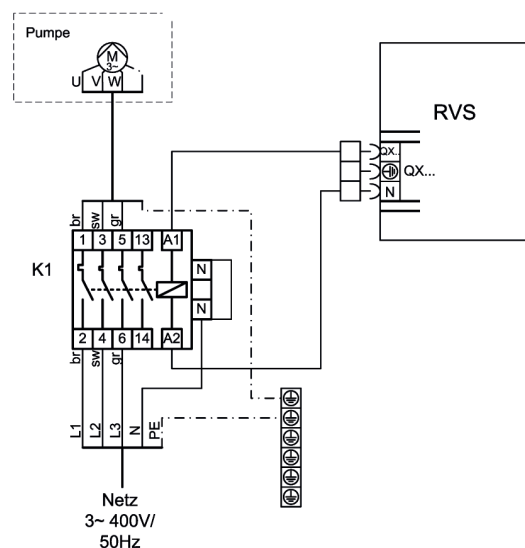 Pumpe
M
3~
U V W
RVS
QX..
QX...
N
br sw gr
1 3 5 13 A1
K1
N
N
2 4 6 14 A2
br sw gr
L1 L2 L3 N PE
Netz
3~ 400V/
50Hz